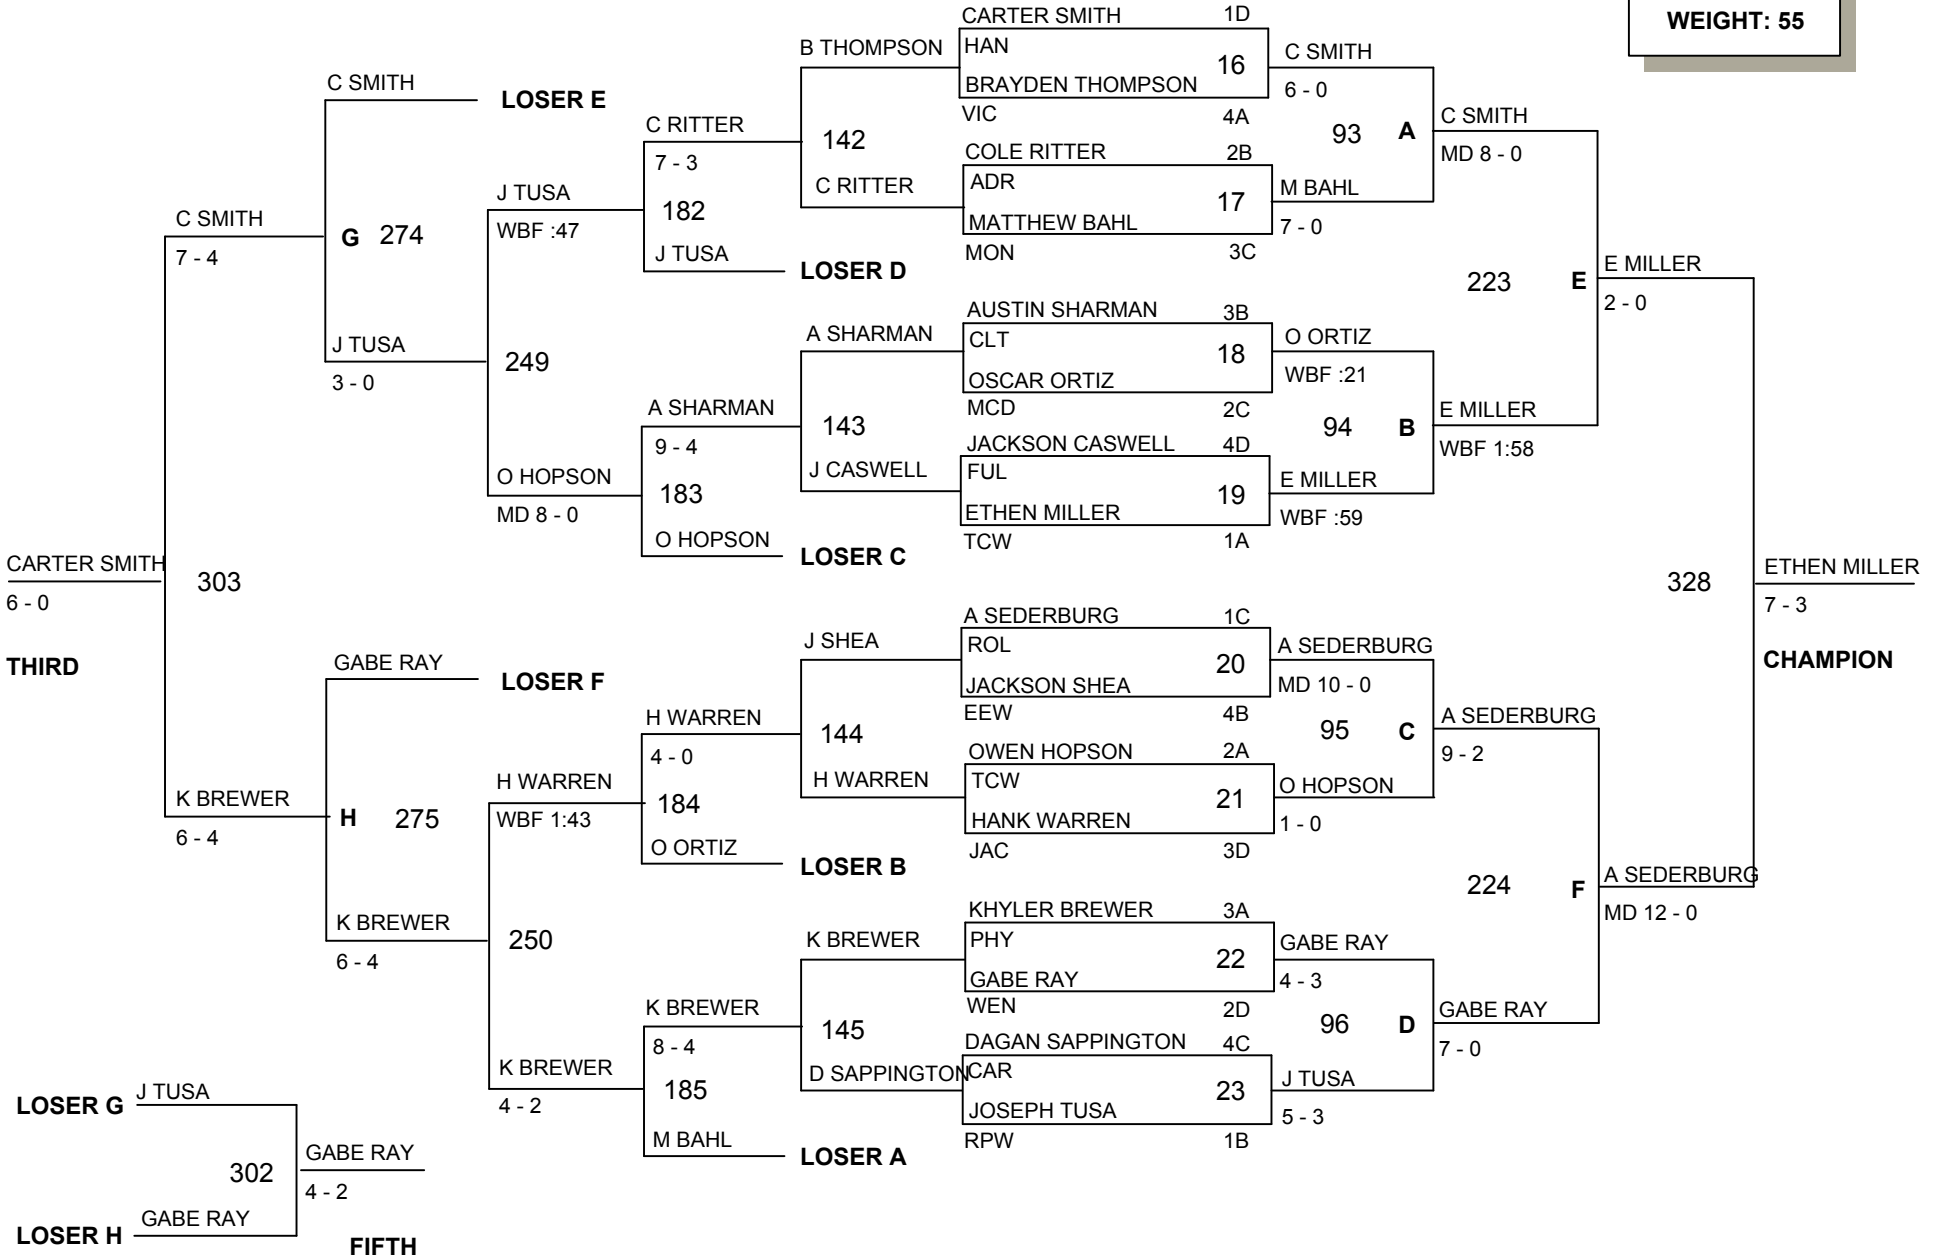 WEIGHT: 55
CARTER SMITH 1D
HAN
16
BRAYDEN THOMPSON
VIC 4A
COLE RITTER 2B
ADR
17
MATTHEW BAHL
MON 3C
AUSTIN SHARMAN 3B
CLT
18
OSCAR ORTIZ
MCD 2C
JACKSON CASWELL 4D
FUL
19
ETHEN MILLER
TCW 1A
A SEDERBURG 1C
ROL
20
JACKSON SHEA
EEW 4B
OWEN HOPSON 2A
TCW
21
HANK WARREN
JAC 3D
KHYLER BREWER 3A
PHY
22
GABE RAY
WEN 2D
DAGAN SAPPINGTON 4C
CAR
23
JOSEPH TUSA
RPW 1B
C SMITH
6 - 0
93 A
M BAHL
7 - 0
O ORTIZ
WBF :21
94 B
E MILLER
WBF :59
A SEDERBURG
MD 10 - 0
95 C
O HOPSON
1 - 0
GABE RAY
4 - 3
96 D
J TUSA
5 - 3
C SMITH
MD 8 - 0
223 E
E MILLER
WBF 1:58
A SEDERBURG
9 - 2
224 F
GABE RAY
7 - 0
E MILLER
2 - 0
328
A SEDERBURG
MD 12 - 0
ETHEN MILLER
7 - 3
CHAMPION
B THOMPSON
142
C RITTER
A SHARMAN
143
J CASWELL
J SHEA
144
H WARREN
K BREWER
145
D SAPPINGTON
C RITTER
7 - 3
182
J TUSA
LOSER D
A SHARMAN
9 - 4
183
O HOPSON
LOSER C
H WARREN
4 - 0
184
O ORTIZ
LOSER B
K BREWER
8 - 4
185
M BAHL
LOSER A
J TUSA
WBF :47
249
O HOPSON
MD 8 - 0
H WARREN
WBF 1:43
250
K BREWER
4 - 2
C SMITH
LOSER E
G 274
J TUSA
3 - 0
GABE RAY
LOSER F
H 275
K BREWER
6 - 4
C SMITH
7 - 4
303
K BREWER
6 - 4
CARTER SMITH
6 - 0
THIRD
LOSER G J TUSA
302
LOSER H GABE RAY
GABE RAY
4 - 2
FIFTH